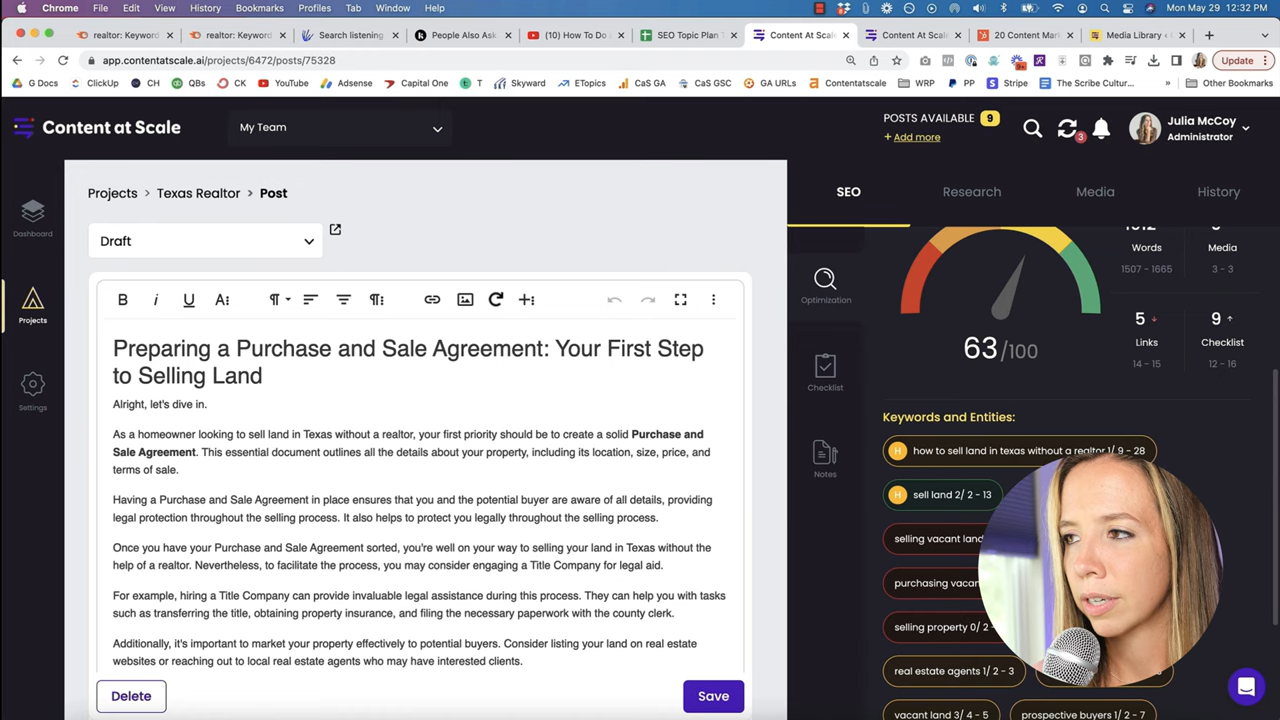 Chrome File Edit View History Bookmarks Profiles Tab Window Help
Mon May 29 12:32 PM
realtor: Keyword
realtor: Keyword
Search listening
People Also Ask
(10) How To Do
SEO Topic Plan T
Content At Scale
Content At Scale
20 Content Mark
Media Library
app.contentatscale.ai/projects/6472/posts/75328
Update
G Docs ClickUp CH QBs CK YouTube Adsense Capital One T Skyward ETopics CaS GA CaS GSC GA URLs Contentatscale WRP PP Stripe The Scribe Cultur... » Other Bookmarks
Content at Scale
My Team
POSTS AVAILABLE 9
+ Add more
3
Julia McCoy
Administrator
Dashboard
Projects
Settings
Projects > Texas Realtor > Post
Draft
Preparing a Purchase and Sale Agreement: Your First Step
to Selling Land
Alright, let's dive in.
As a homeowner looking to sell land in Texas without a realtor, your first priority should be to create a solid Purchase and
Sale Agreement. This essential document outlines all the details about your property, including its location, size, price, and
terms of sale.
Having a Purchase and Sale Agreement in place ensures that you and the potential buyer are aware of all details, providing
legal protection throughout the selling process. It also helps to protect you legally throughout the selling process.
Once you have your Purchase and Sale Agreement sorted, you're well on your way to selling your land in Texas without the
help of a realtor. Nevertheless, to facilitate the process, you may consider engaging a Title Company for legal aid.
For example, hiring a Title Company can provide invaluable legal assistance during this process. They can help you with tasks
such as transferring the title, obtaining property insurance, and filing the necessary paperwork with the county clerk.
Additionally, it's important to market your property effectively to potential buyers. Consider listing your land on real estate
websites or reaching out to local real estate agents who may have interested clients.
Delete
Save
SEO Research Media History
Optimization
Checklist
Notes
Words
1507 - 1665
Media
3 - 3
5
Links
14 - 15
9
Checklist
12 - 16
63 /100
Keywords and Entities:
H how to sell land in texas without a realtor 1/ 9 - 28
H sell land 2/ 2 - 13
selling vacant land
purchasing
selling property 0/ 2
real estate agents 1/ 2 - 3
vacant land 3/ 4 - 5
prospective buyers 1/ 2 - 7